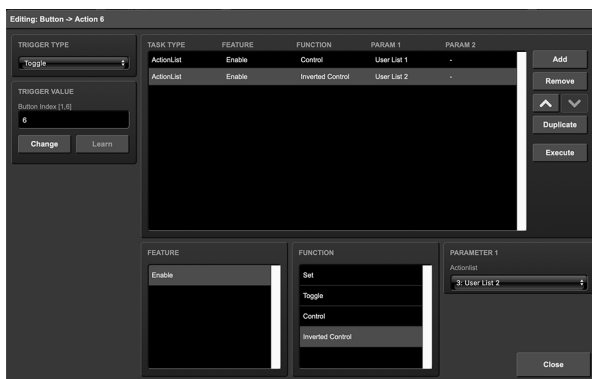 Editing: Button -> Action 6
TRIGGER TYPE
Toggle
TRIGGER VALUE
Button Index [1,6]
6
Change Learn
TASK TYPE FEATURE FUNCTION PARAM 1 PARAM 2
ActionList Enable Control User List 1 -
ActionList Enable Inverted Control User List 2 -
Add
Remove
Duplicate
Execute
FEATURE
Enable
FUNCTION
Set
Toggle
Control
Inverted Control
PARAMETER 1
Actionlist
3: User List 2
Close